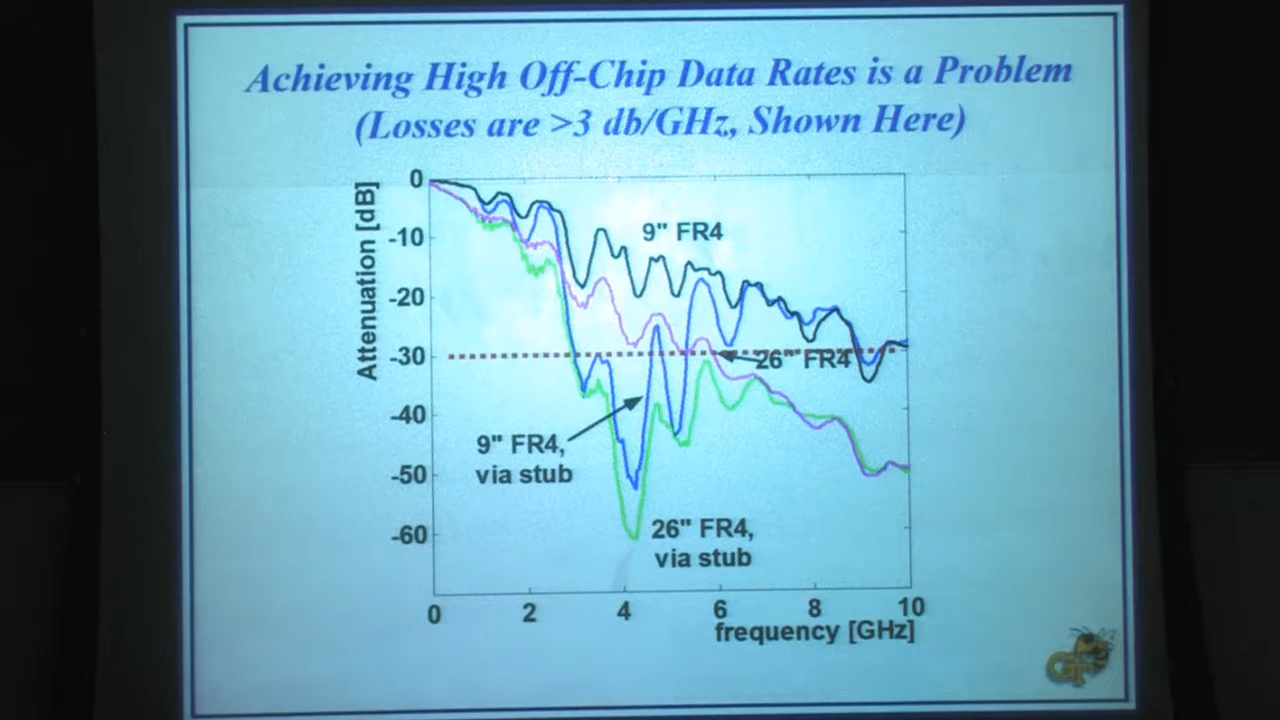 Achieving High Off-Chip Data Rates is a Problem
(Losses are >3 db/GHz, Shown Here)
Attenuation [dB]
0
-10
-20
-30
-40
-50
-60
9" FR4
26" FR4
9" FR4,
via stub
26" FR4,
via stub
0 2 4 6 8 10
frequency [GHz]
GT